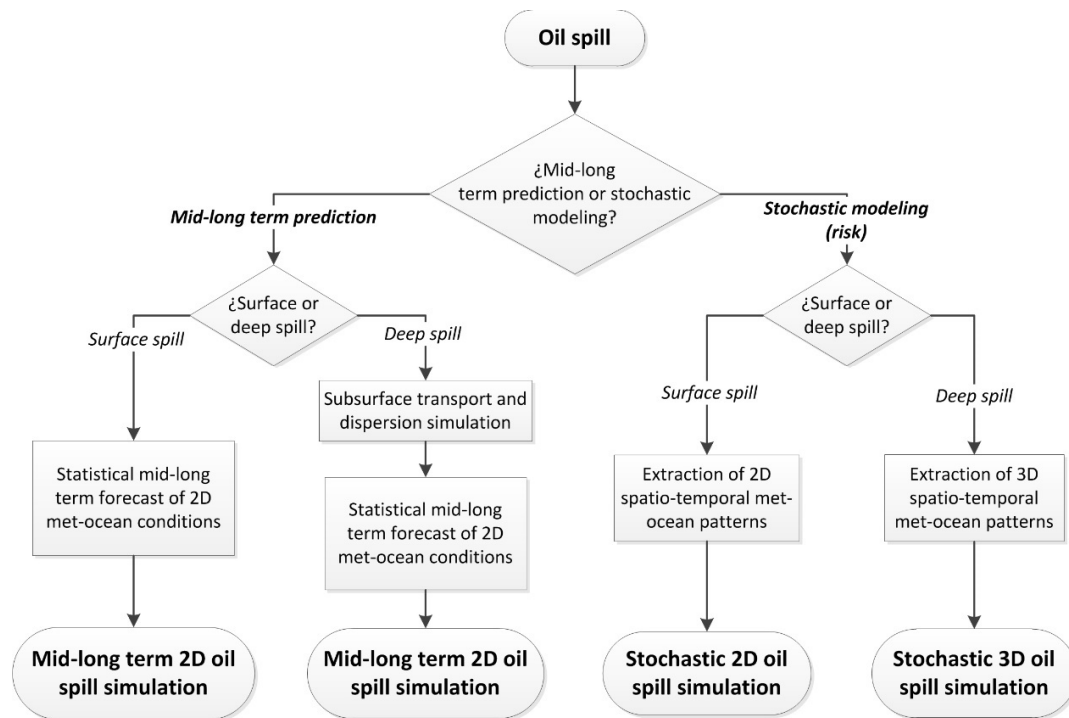 Oil spill
¿Mid-long
term prediction or stochastic
modeling?
Mid-long term prediction
Stochastic modeling
(risk)
¿Surface or
deep spill?
¿Surface or
deep spill?
Surface spill
Deep spill
Surface spill
Deep spill
Subsurface transport and
dispersion simulation
Statistical mid-long
term forecast of 2D
met-ocean conditions
Statistical mid-long
term forecast of 2D
met-ocean conditions
Extraction of 2D
spatio-temporal met-
ocean patterns
Extraction of 3D
spatio-temporal
met-ocean patterns
Mid-long term 2D oil
spill simulation
Mid-long term 2D oil
spill simulation
Stochastic 2D oil
spill simulation
Stochastic 3D oil
spill simulation